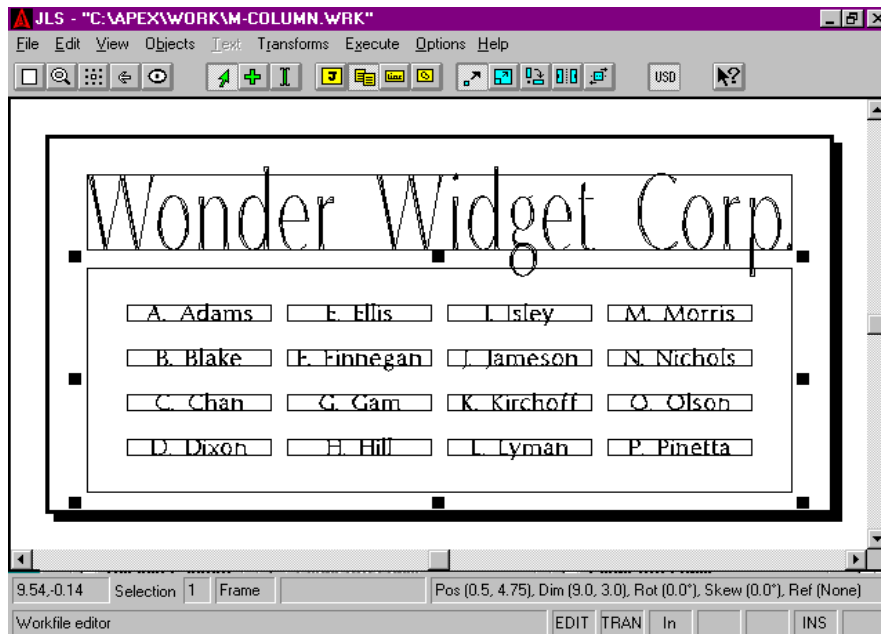 JLS - "C:\APEX\WORK\M-COLUMN.WRK"
File Edit View Objects Text Transforms Execute Options Help
J USD ?
Wonder Widget Corp.
A. Adams E. Ellis I. Isley M. Morris
B. Blake F. Finnegan J. Jameson N. Nichols
C. Chan G. Gam K. Kirchoff O. Olson
D. Dixon H. Hill L. Lyman P. Pinetta
9.54,-0.14 Selection 1 Frame Pos (0.5, 4.75), Dim (9.0, 3.0), Rot (0.0°), Skew (0.0°), Ref (None)
Workfile editor EDIT TRAN In INS